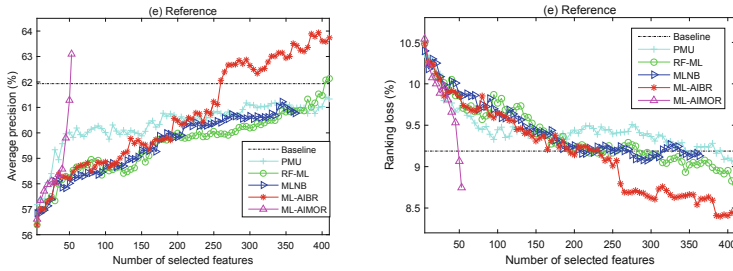 (e) Reference
64
63
62
61
60
59
58
57
56
Average precision (%)
50 100 150 200 250 300 350 400
Number of selected features
Baseline
PMU
RF-ML
MLNB
ML-AIBR
ML-AIMOR
(e) Reference
10.5
10
9.5
9
8.5
Ranking loss (%)
50 100 150 200 250 300 350 400
Number of selected features
Baseline
PMU
RF-ML
MLNB
ML-AIBR
ML-AIMOR